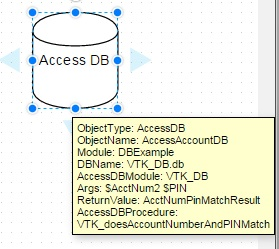 Access DB
ObjectType: AccessDB
ObjectName: AccessAccountDB
Module: DBExample
DBName: VTK_DB.db
AccessDBModule: VTK_DB
Args: $AcctNum2 $PIN
ReturnValue: AcctNumPinMatchResult
AccessDBProcedure:
VTK_doesAccountNumberAndPINMatch